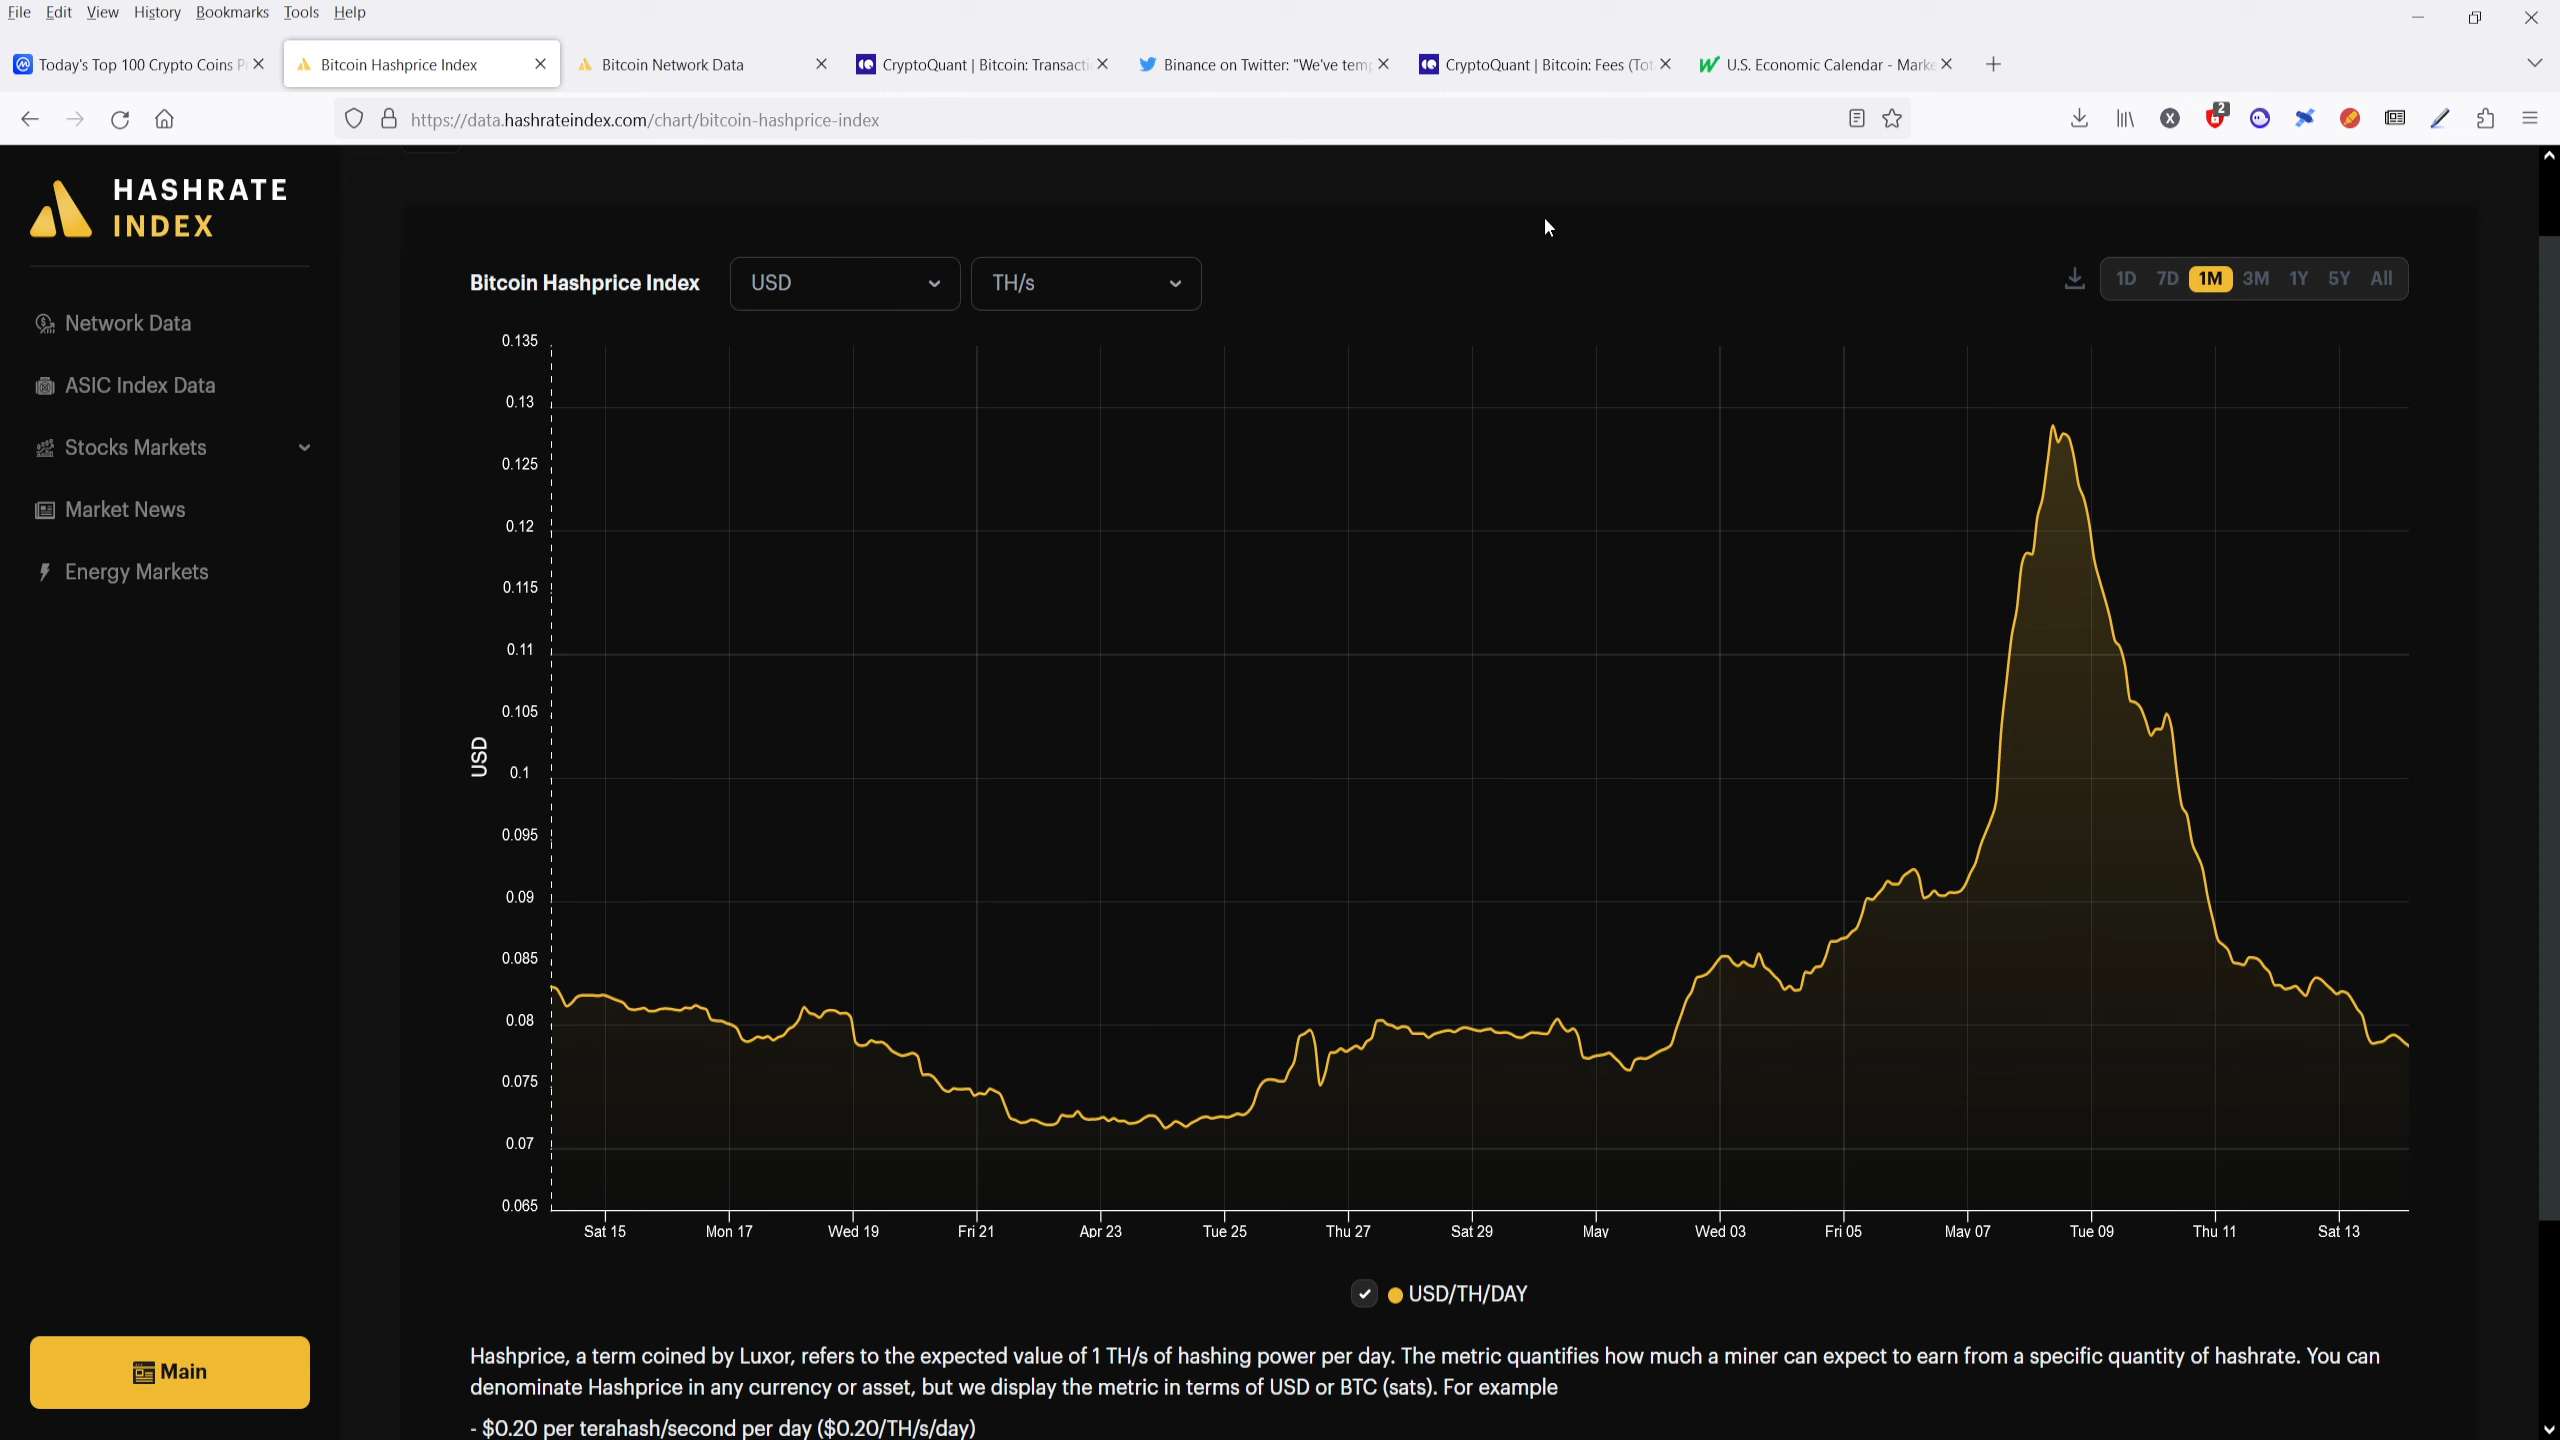 File Edit View History Bookmarks Tools Help
Today's Top 100 Crypto Coins Pr
Bitcoin Hashprice Index
Bitcoin Network Data
CryptoQuant | Bitcoin: Transacti
Binance on Twitter: "We've temp
CryptoQuant | Bitcoin: Fees (Tot
U.S. Economic Calendar - Marke
https://data.hashrateindex.com/chart/bitcoin-hashprice-index
2
HASHRATE
INDEX
Network Data
ASIC Index Data
Stocks Markets
Market News
Energy Markets
Main
Bitcoin Hashprice Index
USD
TH/s
1D 7D 1M 3M 1Y 5Y All
0.135
0.13
0.125
0.12
0.115
0.11
0.105
0.1
0.095
0.09
0.085
0.08
0.075
0.07
0.065
USD
Sat 15 Mon 17 Wed 19 Fri 21 Apr 23 Tue 25 Thu 27 Sat 29 May Wed 03 Fri 05 May 07 Tue 09 Thu 11 Sat 13
USD/TH/DAY
Hashprice, a term coined by Luxor, refers to the expected value of 1 TH/s of hashing power per day. The metric quantifies how much a miner can expect to earn from a specific quantity of hashrate. You can
denominate Hashprice in any currency or asset, but we display the metric in terms of USD or BTC (sats). For example
- $0.20 per terahash/second per day ($0.20/TH/s/day)